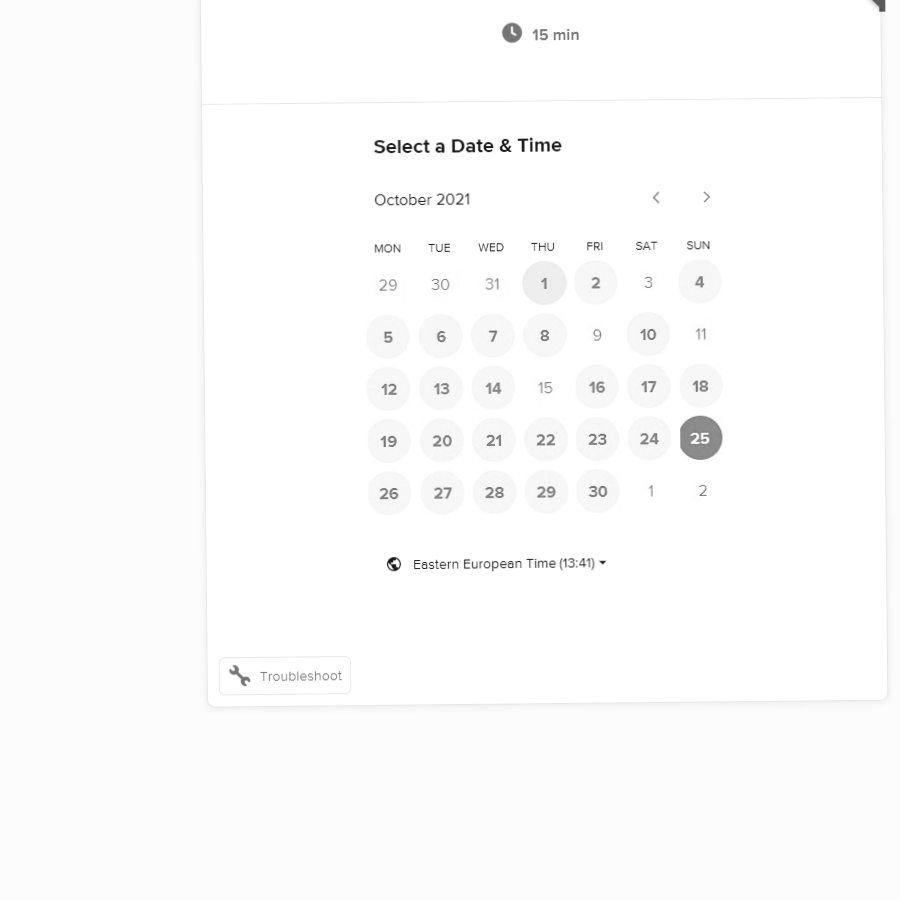 15 min
Select a Date & Time
October 2021
MON TUE WED THU FRI SAT SUN
29 30 31 1 2 3 4
5 6 7 8 9 10 11
12 13 14 15 16 17 18
19 20 21 22 23 24 25
26 27 28 29 30 1 2
Eastern European Time (13:41)
Troubleshoot